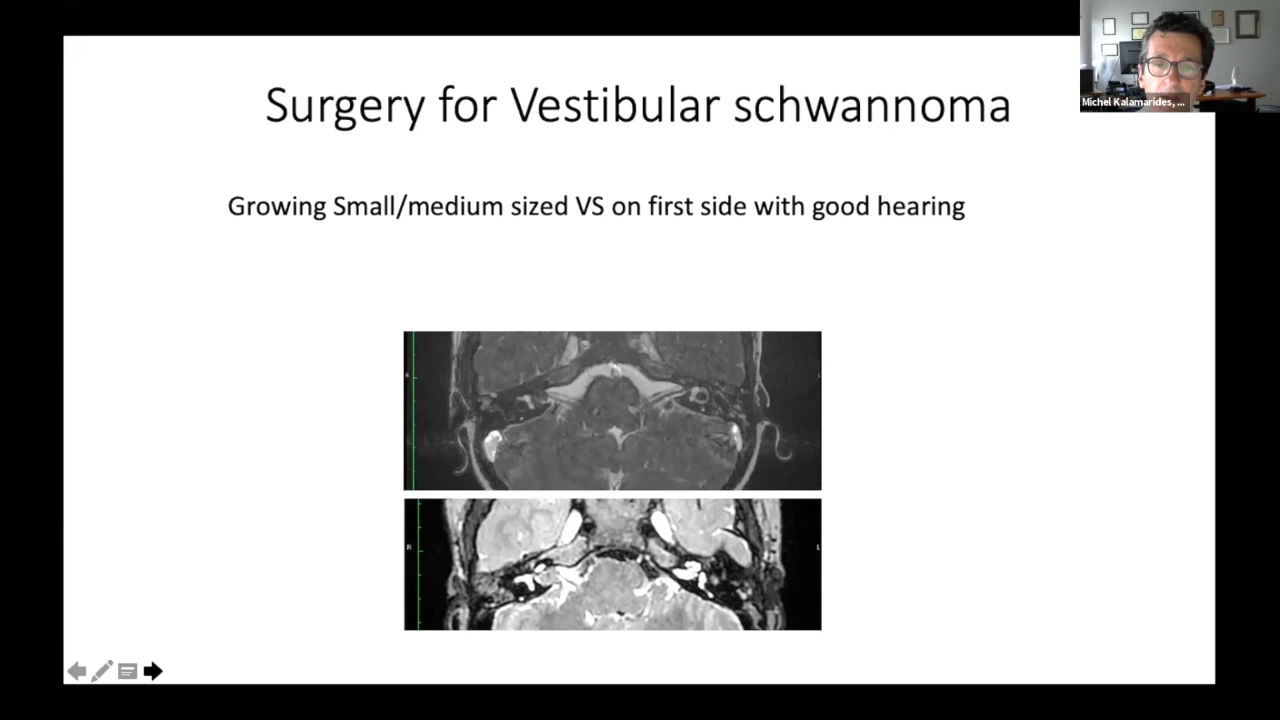 Michel Kalamarides, ...
Surgery for Vestibular schwannoma
Growing Small/medium sized VS on first side with good hearing
R
L
R
L